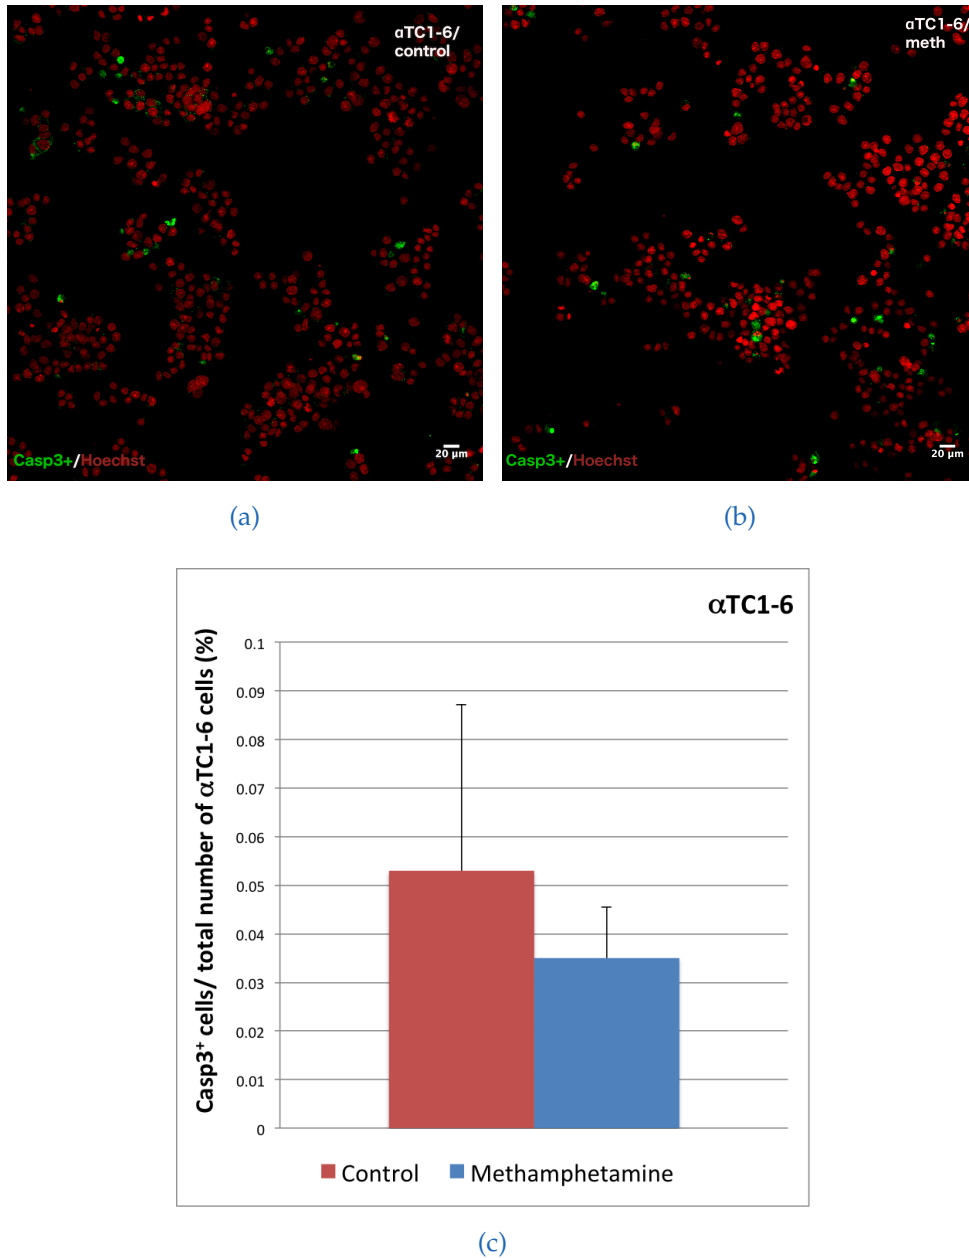 αTC1-6/
control
Casp3+/Hoechst
20 µm
(a)
αTC1-6/
meth
Casp3+/Hoechst
20 µm
(b)
αTC1-6
Casp3⁺ cells/ total number of αTC1-6 cells (%)
0.1
0.09
0.08
0.07
0.06
0.05
0.04
0.03
0.02
0.01
0
Control
Methamphetamine
(c)